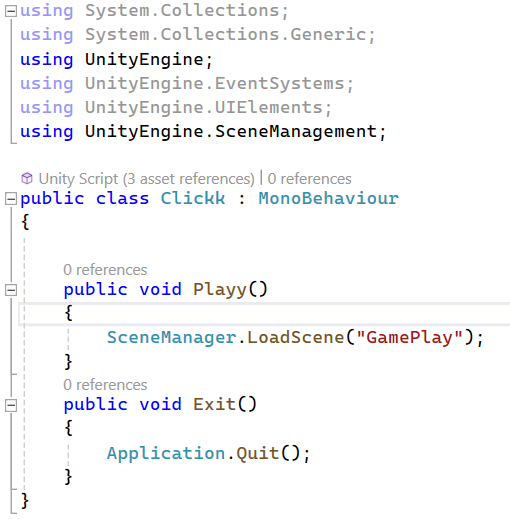 using System.Collections;
using System.Collections.Generic;
using UnityEngine;
using UnityEngine.EventSystems;
using UnityEngine.UIElements;
using UnityEngine.SceneManagement;
Unity Script (3 asset references) | 0 references
public class Clickk : MonoBehaviour
{
0 references
public void Playy()
{
SceneManager.LoadScene("GamePlay");
}
0 references
public void Exit()
{
Application.Quit();
}
}